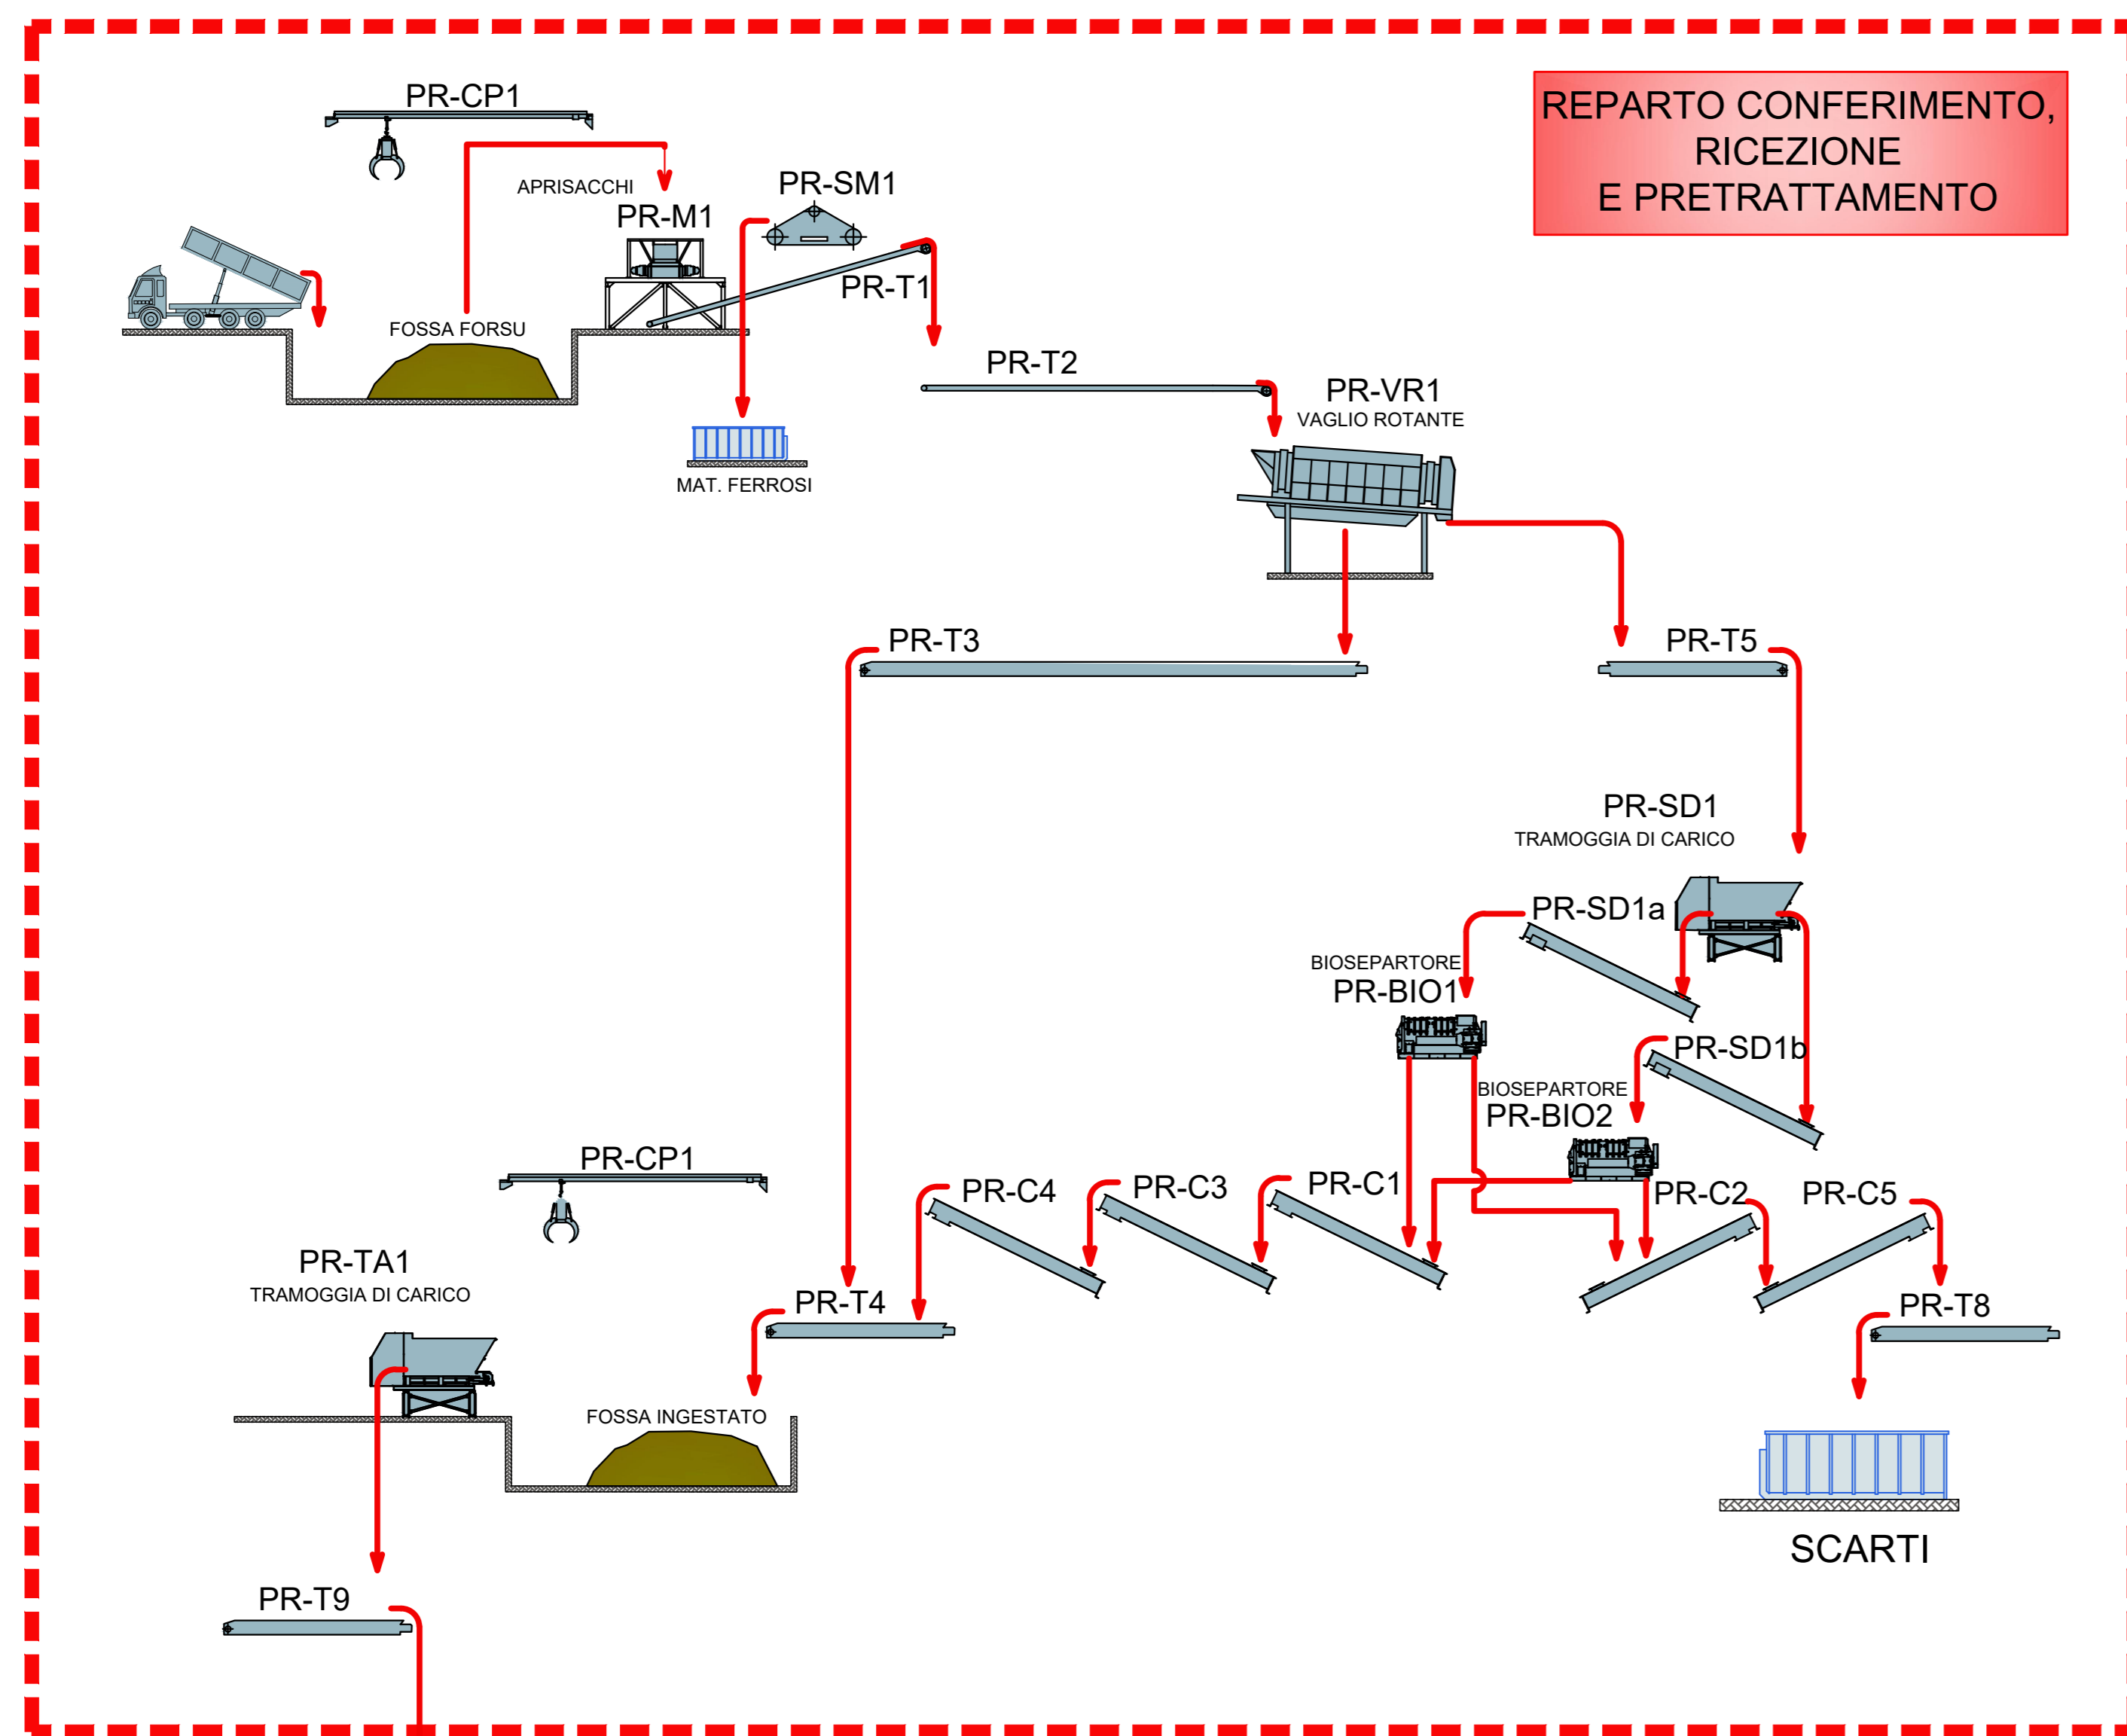 REPARTO CONFERIMENTO,
RICEZIONE
E PRETRATTAMENTO
PR-CP1
APRISACCHI
PR-M1
PR-SM1
PR-T1
FOSSA FORSU
MAT. FERROSI
PR-T2
PR-VR1
VAGLIO ROTANTE
PR-T3
PR-T5
PR-SD1
TRAMOGGIA DI CARICO
PR-SD1a
BIOSEPARTORE
PR-BIO1
PR-SD1b
BIOSEPARTORE
PR-BIO2
PR-CP1
PR-C4
PR-C3
PR-C1
PR-C2
PR-C5
PR-TA1
TRAMOGGIA DI CARICO
PR-T4
PR-T8
FOSSA INGESTATO
SCARTI
PR-T9